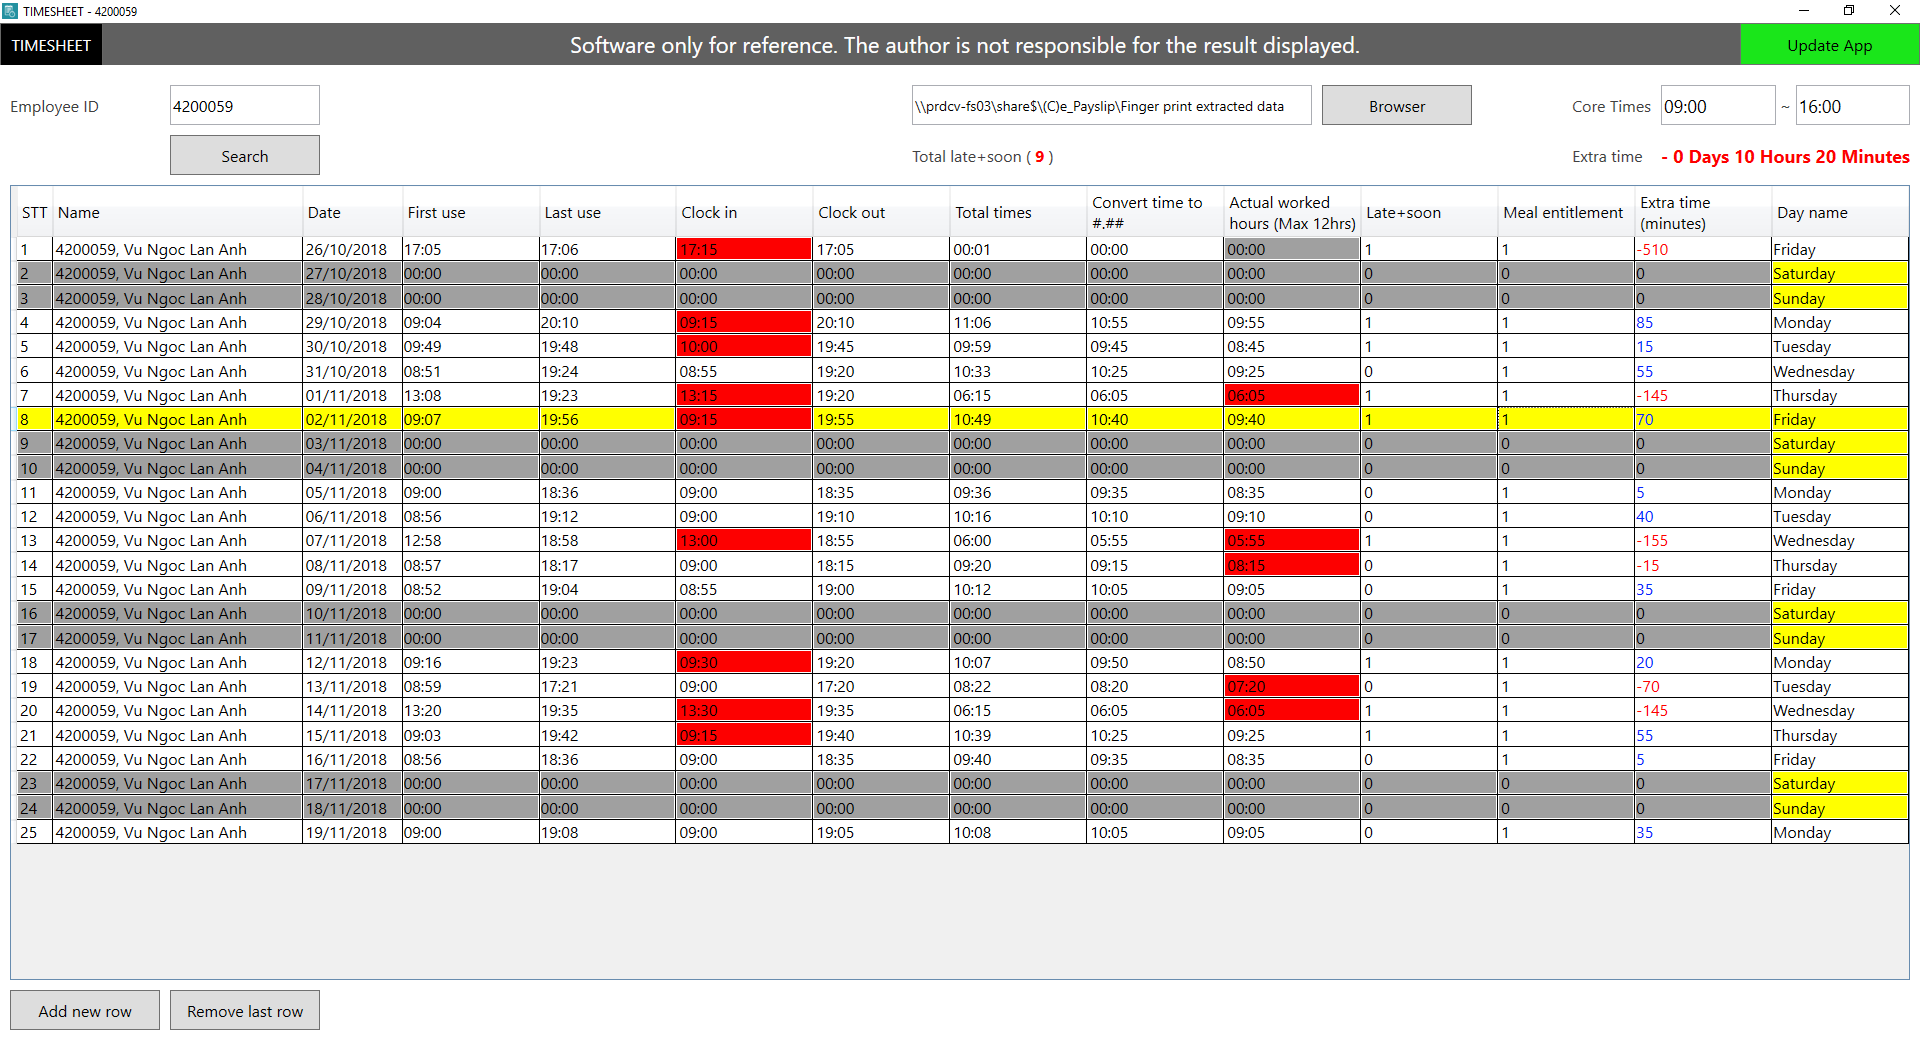 TIMESHEET - 4200059
TIMESHEET Software only for reference. The author is not responsible for the result displayed. Update App
Employee ID 4200059 \\prdcv-fs03\share$\(C)e_Payslip\Finger print extracted data Browser Core Times 09:00 ~ 16:00
Search Total late+soon ( 9 ) Extra time - 0 Days 10 Hours 20 Minutes
STT Name Date First use Last use Clock in Clock out Total times Convert time to #.## Actual worked hours (Max 12hrs) Late+soon Meal entitlement Extra time (minutes) Day name
1 4200059, Vu Ngoc Lan Anh 26/10/2018 17:05 17:06 17:15 17:05 00:01 00:00 00:00 1 1 -510 Friday
2 4200059, Vu Ngoc Lan Anh 27/10/2018 00:00 00:00 00:00 00:00 00:00 00:00 00:00 0 0 0 Saturday
3 4200059, Vu Ngoc Lan Anh 28/10/2018 00:00 00:00 00:00 00:00 00:00 00:00 00:00 0 0 0 Sunday
4 4200059, Vu Ngoc Lan Anh 29/10/2018 09:04 20:10 09:15 20:10 11:06 10:55 09:55 1 1 85 Monday
5 4200059, Vu Ngoc Lan Anh 30/10/2018 09:49 19:48 10:00 19:45 09:59 09:45 08:45 1 1 15 Tuesday
6 4200059, Vu Ngoc Lan Anh 31/10/2018 08:51 19:24 08:55 19:20 10:33 10:25 09:25 0 1 55 Wednesday
7 4200059, Vu Ngoc Lan Anh 01/11/2018 13:08 19:23 13:15 19:20 06:15 06:05 06:05 1 1 -145 Thursday
8 4200059, Vu Ngoc Lan Anh 02/11/2018 09:07 19:56 09:15 19:55 10:49 10:40 09:40 1 1 70 Friday
9 4200059, Vu Ngoc Lan Anh 03/11/2018 00:00 00:00 00:00 00:00 00:00 00:00 00:00 0 0 0 Saturday
10 4200059, Vu Ngoc Lan Anh 04/11/2018 00:00 00:00 00:00 00:00 00:00 00:00 00:00 0 0 0 Sunday
11 4200059, Vu Ngoc Lan Anh 05/11/2018 09:00 18:36 09:00 18:35 09:36 09:35 08:35 0 1 5 Monday
12 4200059, Vu Ngoc Lan Anh 06/11/2018 08:56 19:12 09:00 19:10 10:16 10:10 09:10 0 1 40 Tuesday
13 4200059, Vu Ngoc Lan Anh 07/11/2018 12:58 18:58 13:00 18:55 06:00 05:55 05:55 1 1 -155 Wednesday
14 4200059, Vu Ngoc Lan Anh 08/11/2018 08:57 18:17 09:00 18:15 09:20 09:15 08:15 0 1 -15 Thursday
15 4200059, Vu Ngoc Lan Anh 09/11/2018 08:52 19:04 08:55 19:00 10:12 10:05 09:05 0 1 35 Friday
16 4200059, Vu Ngoc Lan Anh 10/11/2018 00:00 00:00 00:00 00:00 00:00 00:00 00:00 0 0 0 Saturday
17 4200059, Vu Ngoc Lan Anh 11/11/2018 00:00 00:00 00:00 00:00 00:00 00:00 00:00 0 0 0 Sunday
18 4200059, Vu Ngoc Lan Anh 12/11/2018 09:16 19:23 09:30 19:20 10:07 09:50 08:50 1 1 20 Monday
19 4200059, Vu Ngoc Lan Anh 13/11/2018 08:59 17:21 09:00 17:20 08:22 08:20 07:20 0 1 -70 Tuesday
20 4200059, Vu Ngoc Lan Anh 14/11/2018 13:20 19:35 13:30 19:35 06:15 06:05 06:05 1 1 -145 Wednesday
21 4200059, Vu Ngoc Lan Anh 15/11/2018 09:03 19:42 09:15 19:40 10:39 10:25 09:25 1 1 55 Thursday
22 4200059, Vu Ngoc Lan Anh 16/11/2018 08:56 18:36 09:00 18:35 09:40 09:35 08:35 0 1 5 Friday
23 4200059, Vu Ngoc Lan Anh 17/11/2018 00:00 00:00 00:00 00:00 00:00 00:00 00:00 0 0 0 Saturday
24 4200059, Vu Ngoc Lan Anh 18/11/2018 00:00 00:00 00:00 00:00 00:00 00:00 00:00 0 0 0 Sunday
25 4200059, Vu Ngoc Lan Anh 19/11/2018 09:00 19:08 09:00 19:05 10:08 10:05 09:05 0 1 35 Monday
Add new row Remove last row